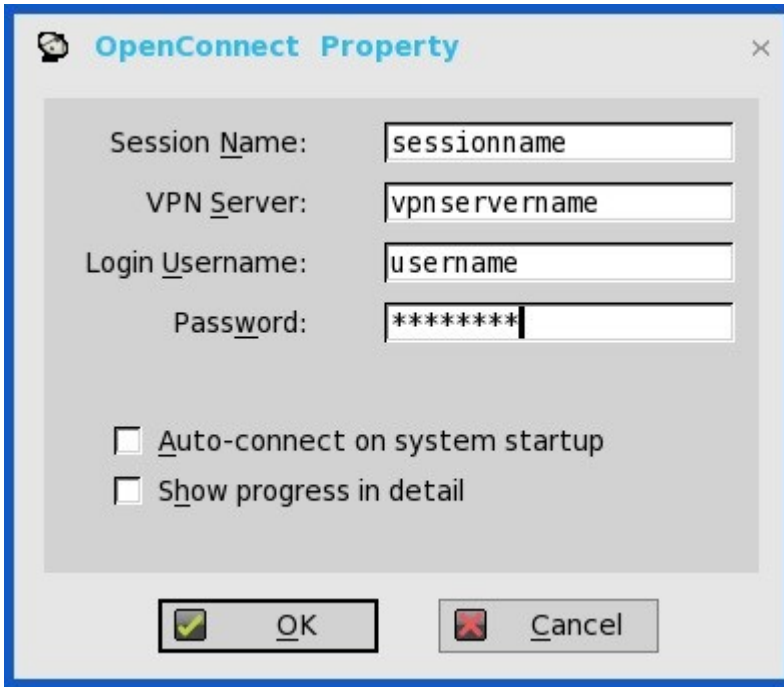 OpenConnect Property
Session Name: sessionname
VPN Server: vpnservername
Login Username: username
Password: ********
Auto-connect on system startup
Show progress in detail
OK Cancel